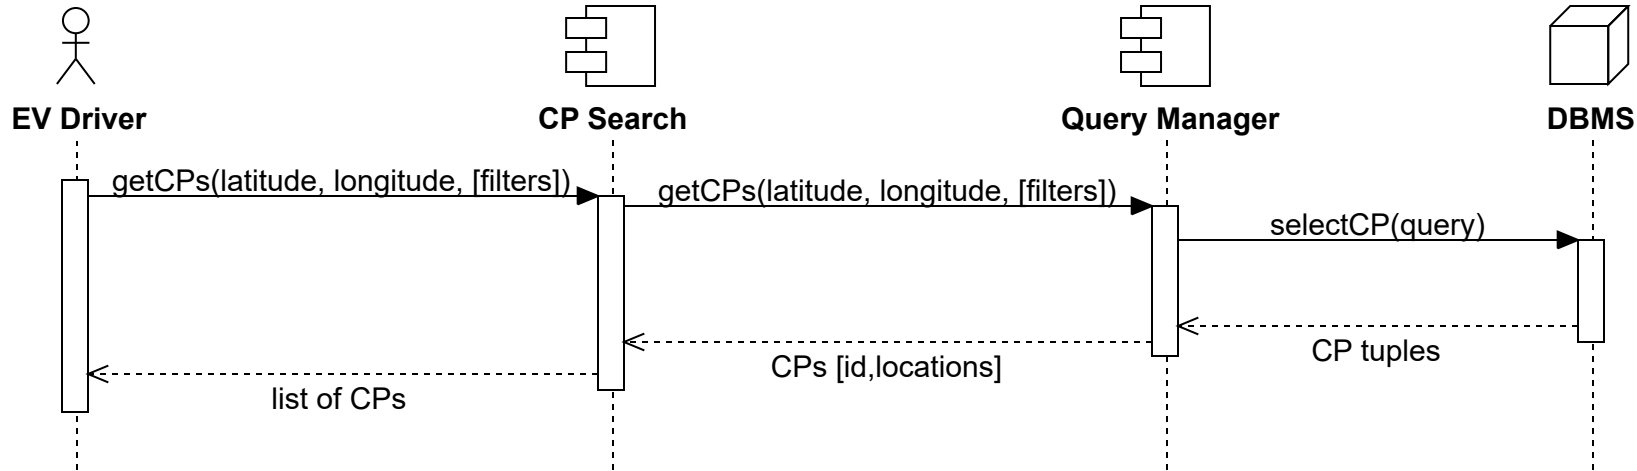 EV Driver
CP Search
Query Manager
DBMS
getCPs(latitude, longitude, [filters])
getCPs(latitude, longitude, [filters])
selectCP(query)
CP tuples
CPs [id,locations]
list of CPs